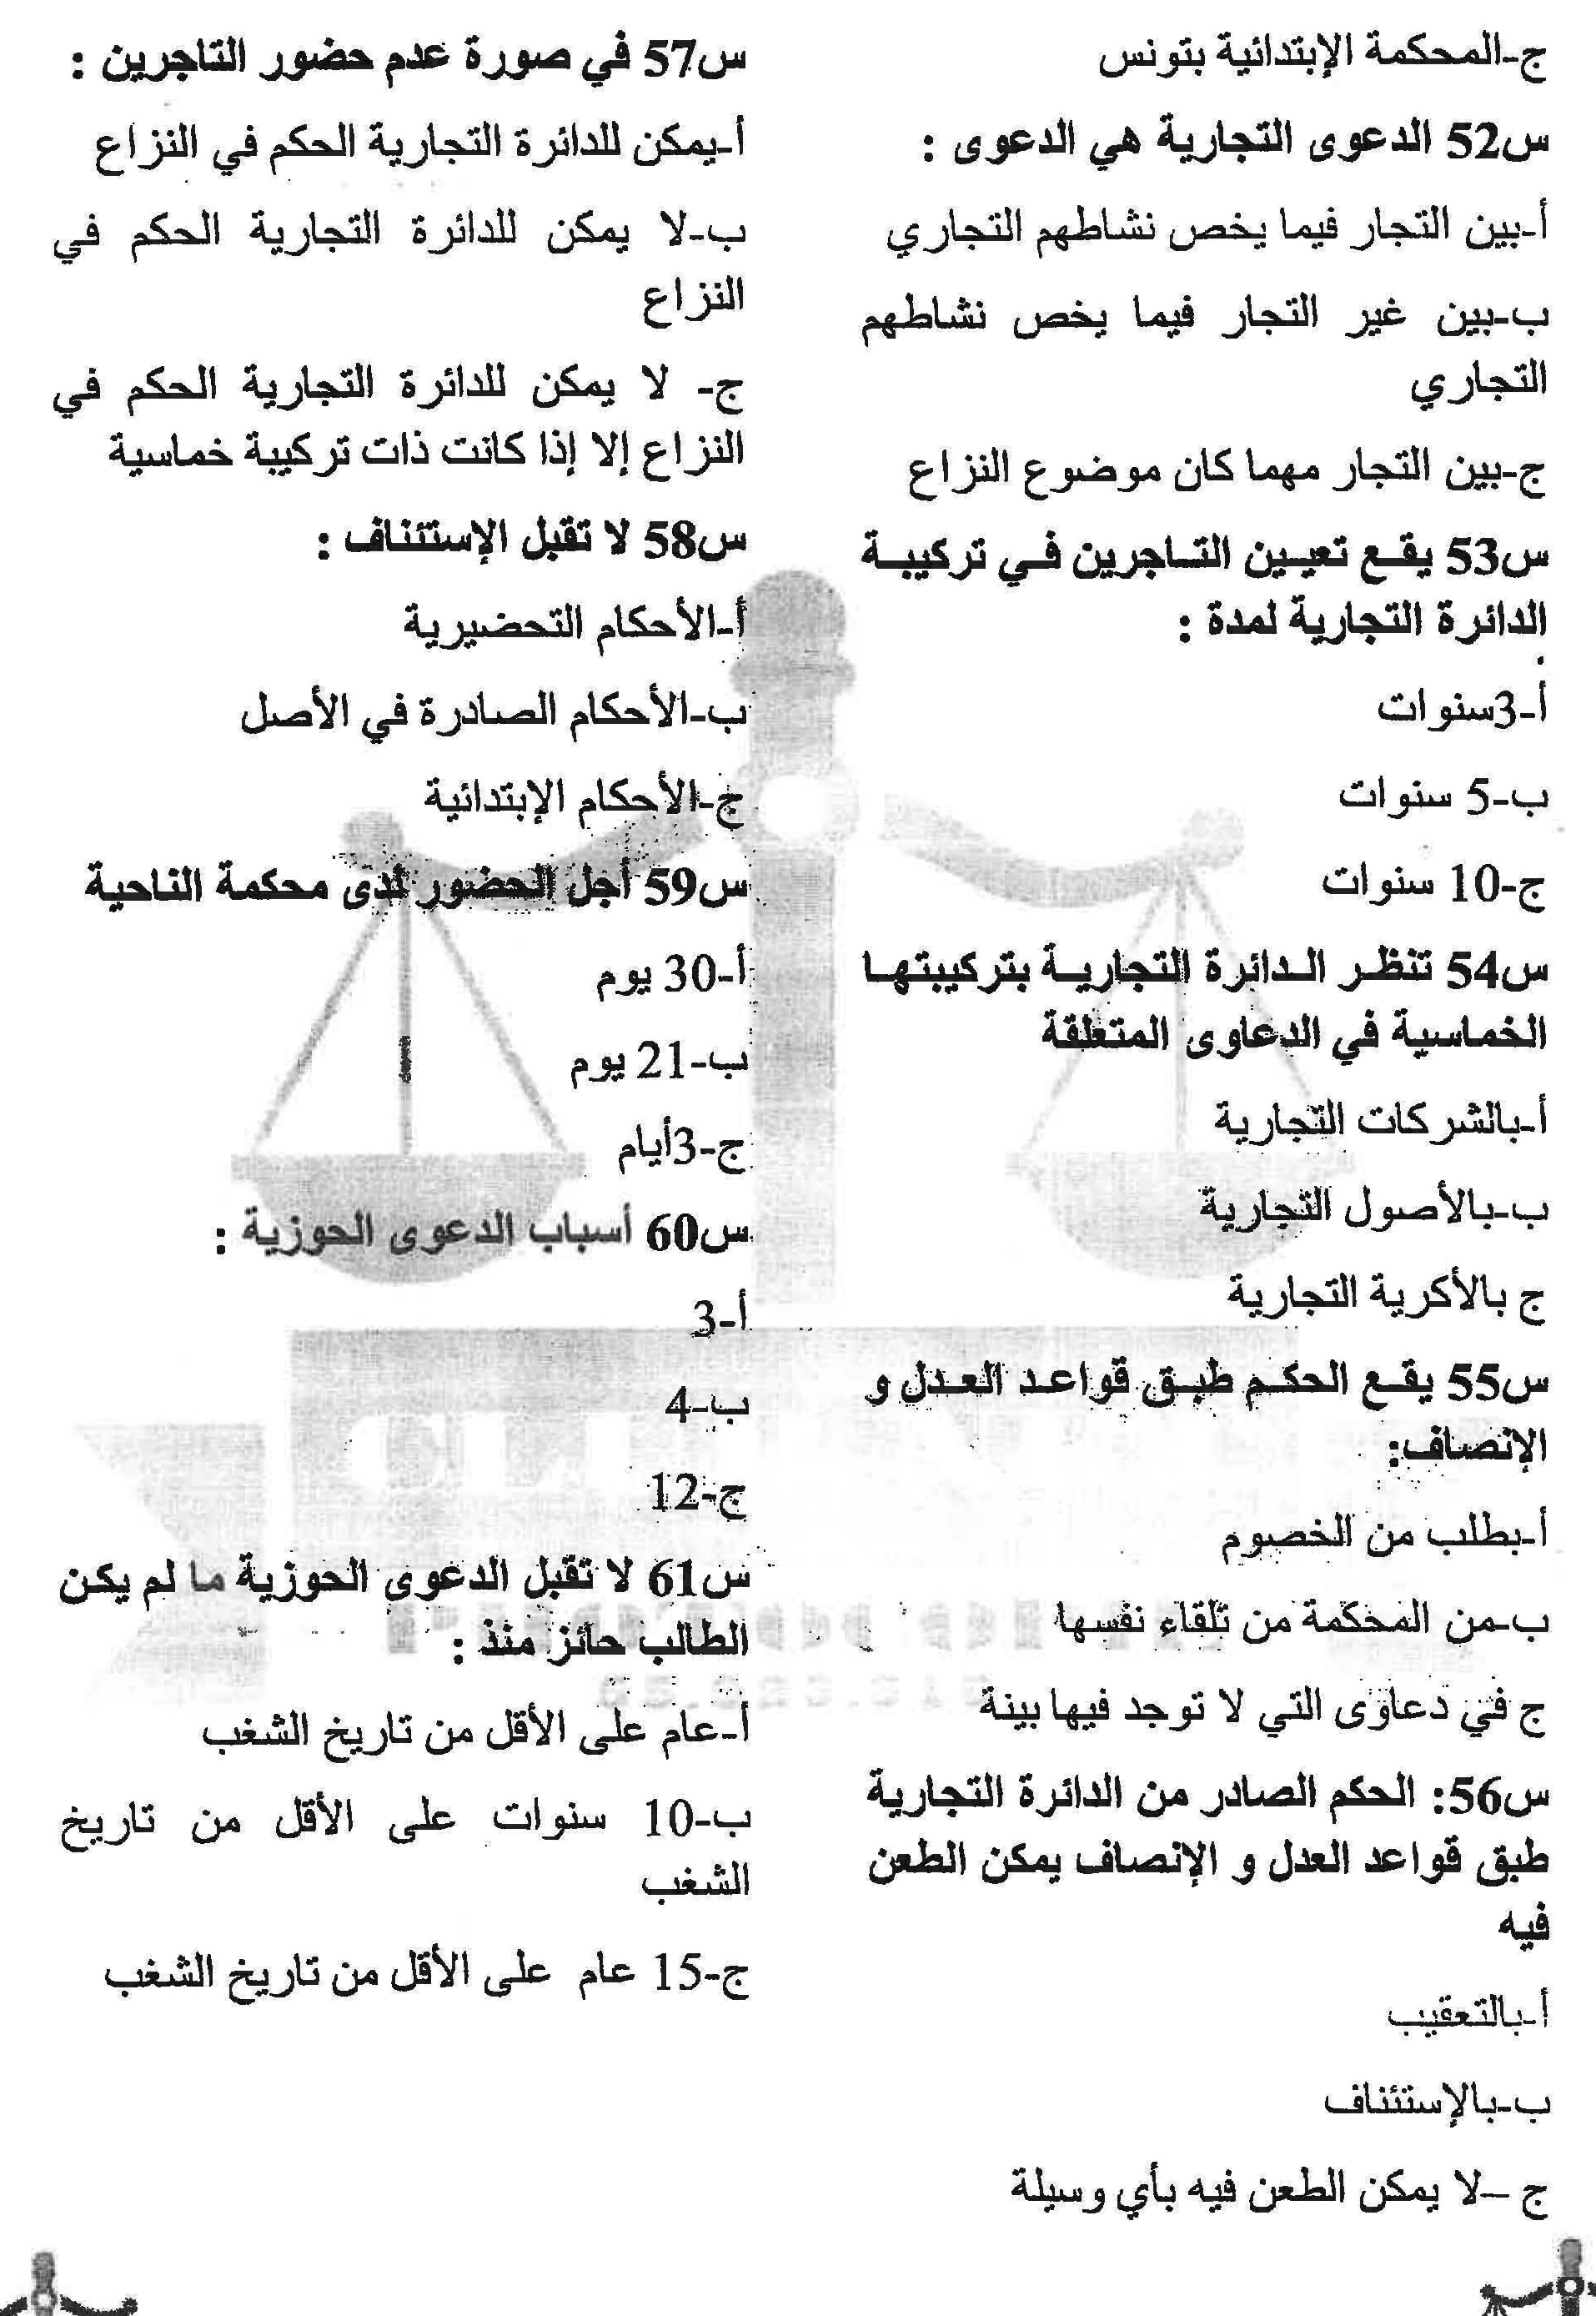 ج-المحكمة الإبتدائية بتونس
س52 الدعوى التجارية هي الدعوى :
أ-بين التجار فيما يخص نشاطهم التجاري
ب-بين غير التجار فيما يخص نشاطهم
التجاري
ج-بين التجار مهما كان موضوع النزاع
س53 يقع تعيين التاجرين في تركيبة
الدائرة التجارية لمدة :
أ-3سنوات
ب-5 سنوات
ج-10 سنوات
س54 تنظر الدائرة التجارية بتركيبتها
الخماسية في الدعاوى المتعلقة
أ-بالشركات التجارية
ب-بالأصول التجارية
ج بالأكرية التجارية
س55 يقع الحكم طبق قواعد العدل و
الإنصاف:
أ-بطلب من الخصوم
ب-من المحكمة من تلقاء نفسها
ج في دعاوى التي لا توجد فيها بينة
س56: الحكم الصادر من الدائرة التجارية
طبق قواعد العدل و الإنصاف يمكن الطعن
فيه
أ-بالتعقيب
ب-بالإستئناف
ج –لا يمكن الطعن فيه بأي وسيلة
س57 في صورة عدم حضور التاجرين :
أ-يمكن للدائرة التجارية الحكم في النزاع
ب-لا يمكن للدائرة التجارية الحكم في
النزاع
ج- لا يمكن للدائرة التجارية الحكم في
النزاع إلا إذا كانت ذات تركيبة خماسية
س58 لا تقبل الإستئناف :
أ-الأحكام التحضيرية
ب-الأحكام الصادرة في الأصل
ج-الأحكام الإبتدائية
س59 أجل الحضور لدى محكمة الناحية
أ-30 يوم
ب-21 يوم
ج-3أيام
س60 أسباب الدعوى الحوزية :
أ-3
ب-4
ج-12
س61 لا تقبل الدعوى الحوزية ما لم يكن
الطالب حائز منذ :
أ-عام على الأقل من تاريخ الشغب
ب-10 سنوات على الأقل من تاريخ
الشغب
ج-15 عام على الأقل من تاريخ الشغب